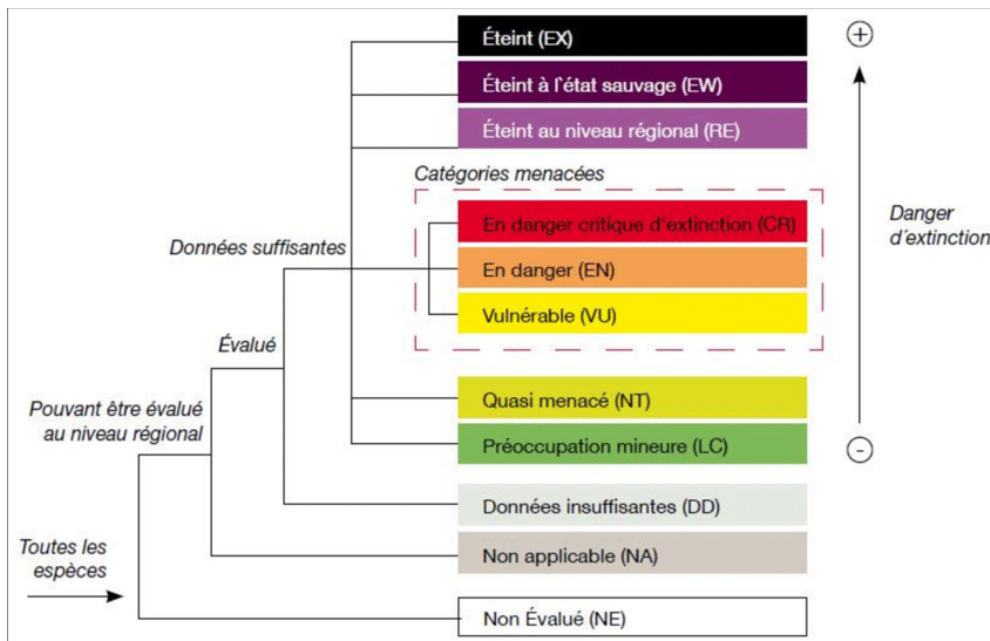 Éteint (EX)
+
Éteint à l`état sauvage (EW)
Éteint au niveau régional (RE)
Catégories menacées
En danger critique d'extinction (CR)
Danger
d´extinction
Données suffisantes
En danger (EN)
Vulnérable (VU)
Évalué
Quasi menacé (NT)
Pouvant être évalué
au niveau régional
Préoccupation mineure (LC)
-
Données insuffisantes (DD)
Toutes les
espèces
Non applicable (NA)
Non Évalué (NE)